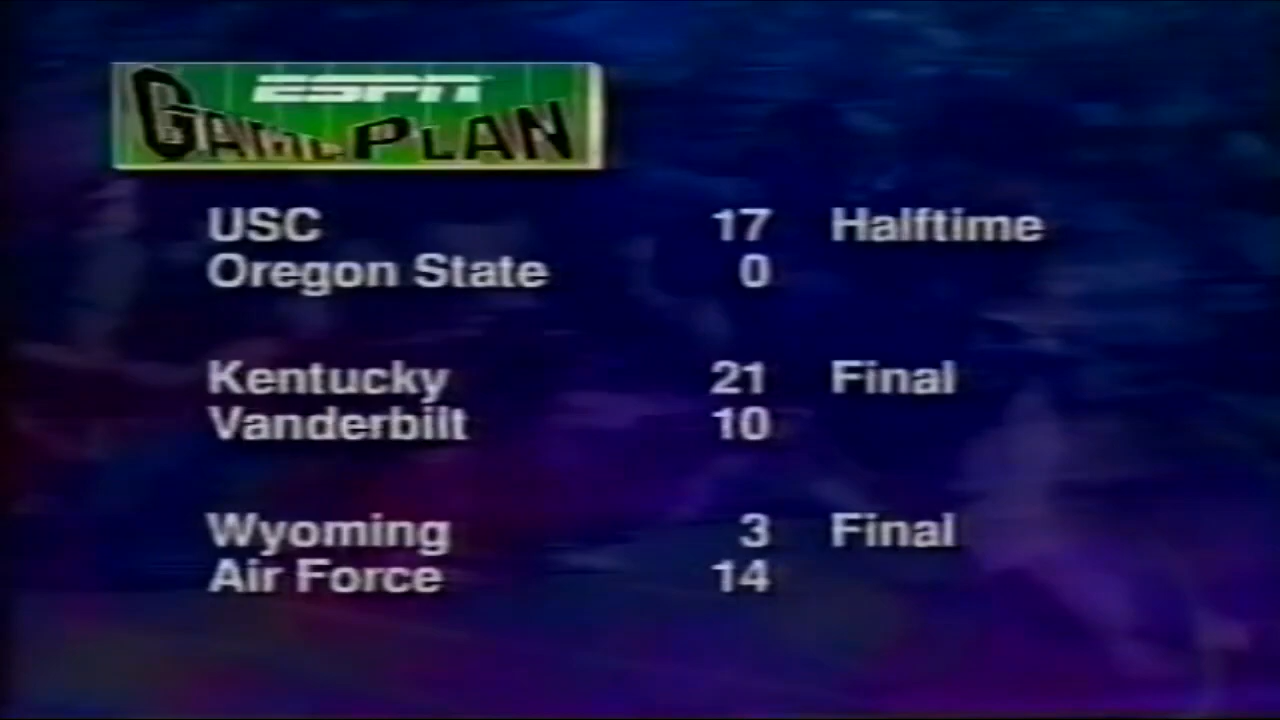 ESPN
GAMEPLAN
USC 17 Halftime
Oregon State 0
Kentucky 21 Final
Vanderbilt 10
Wyoming 3 Final
Air Force 14